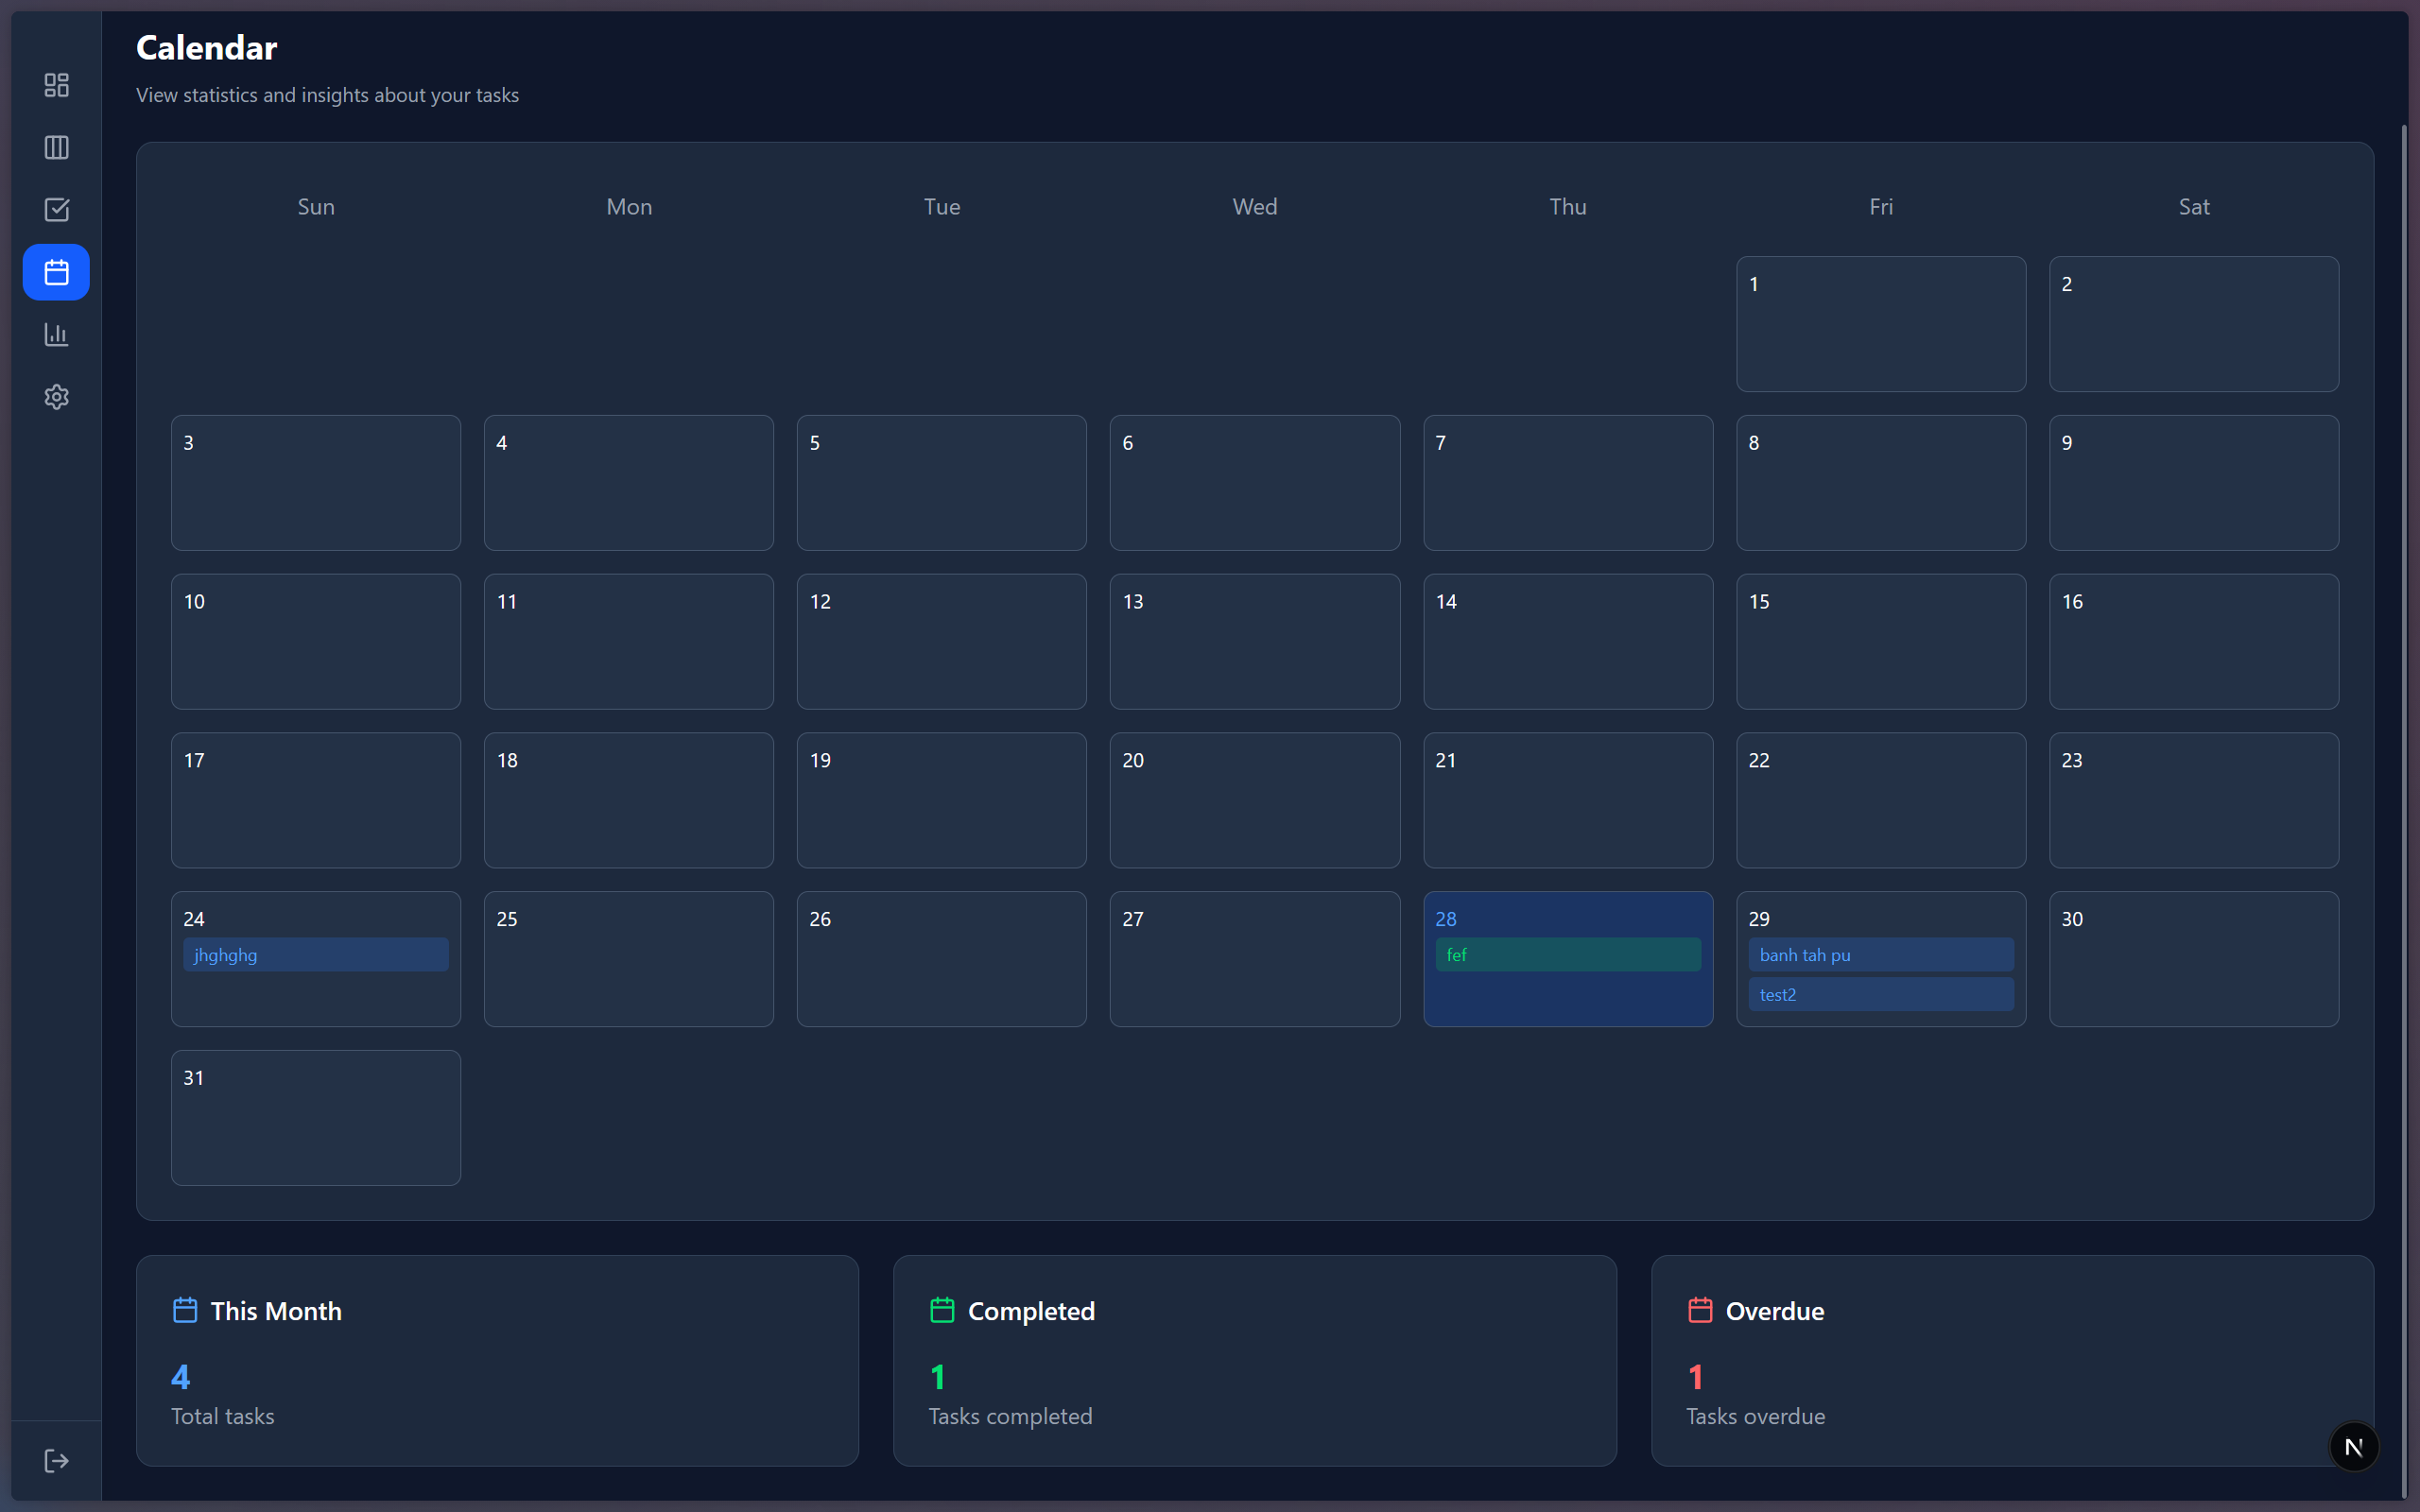 Calendar
View statistics and insights about your tasks
Sun Mon Tue Wed Thu Fri Sat
1 2
3 4 5 6 7 8 9
10 11 12 13 14 15 16
17 18 19 20 21 22 23
24 25 26 27 28 29 30
jhghghg fef banh tah pu
test2
31
This Month Completed Overdue
4 1 1
Total tasks Tasks completed Tasks overdue
N